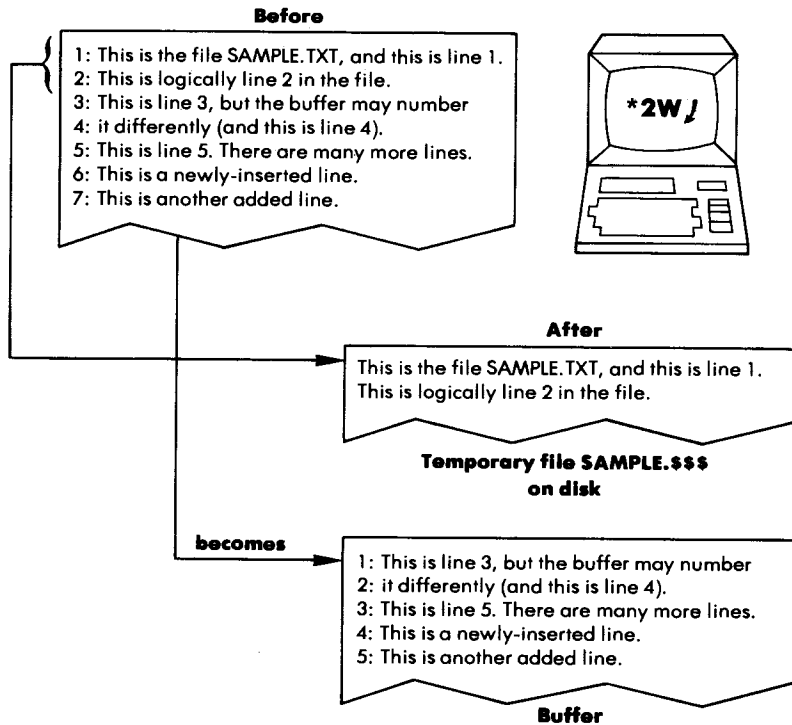 Before
1: This is the file SAMPLE.TXT, and this is line 1.
2: This is logically line 2 in the file.
3: This is line 3, but the buffer may number
4: it differently (and this is line 4).
5: This is line 5. There are many more lines.
6: This is a newly-inserted line.
7: This is another added line.
*2W
After
This is the file SAMPLE.TXT, and this is line 1.
This is logically line 2 in the file.
Temporary file SAMPLE.$$$
on disk
becomes
1: This is line 3, but the buffer may number
2: it differently (and this is line 4).
3: This is line 5. There are many more lines.
4: This is a newly-inserted line.
5: This is another added line.
Buffer